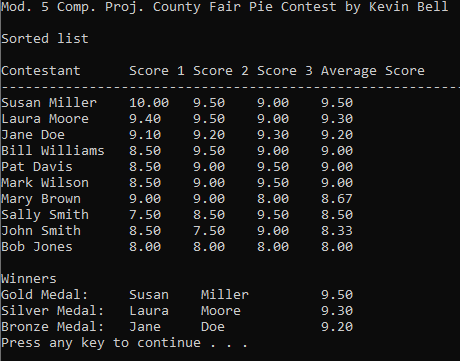 Mod. 5 Comp. Proj. County Fair Pie Contest by Kevin Bell
Sorted list
Contestant Score 1 Score 2 Score 3 Average Score
----------------------------------------------------------
Susan Miller 10.00 9.50 9.00 9.50
Laura Moore 9.40 9.50 9.00 9.30
Jane Doe 9.10 9.20 9.30 9.20
Bill Williams 8.50 9.50 9.00 9.00
Pat Davis 8.50 9.00 9.50 9.00
Mark Wilson 8.50 9.00 9.50 9.00
Mary Brown 9.00 9.00 8.00 8.67
Sally Smith 7.50 8.50 9.50 8.50
John Smith 8.50 7.50 9.00 8.33
Bob Jones 8.00 8.00 8.00 8.00
Winners
Gold Medal: Susan Miller 9.50
Silver Medal: Laura Moore 9.30
Bronze Medal: Jane Doe 9.20
Press any key to continue . . .